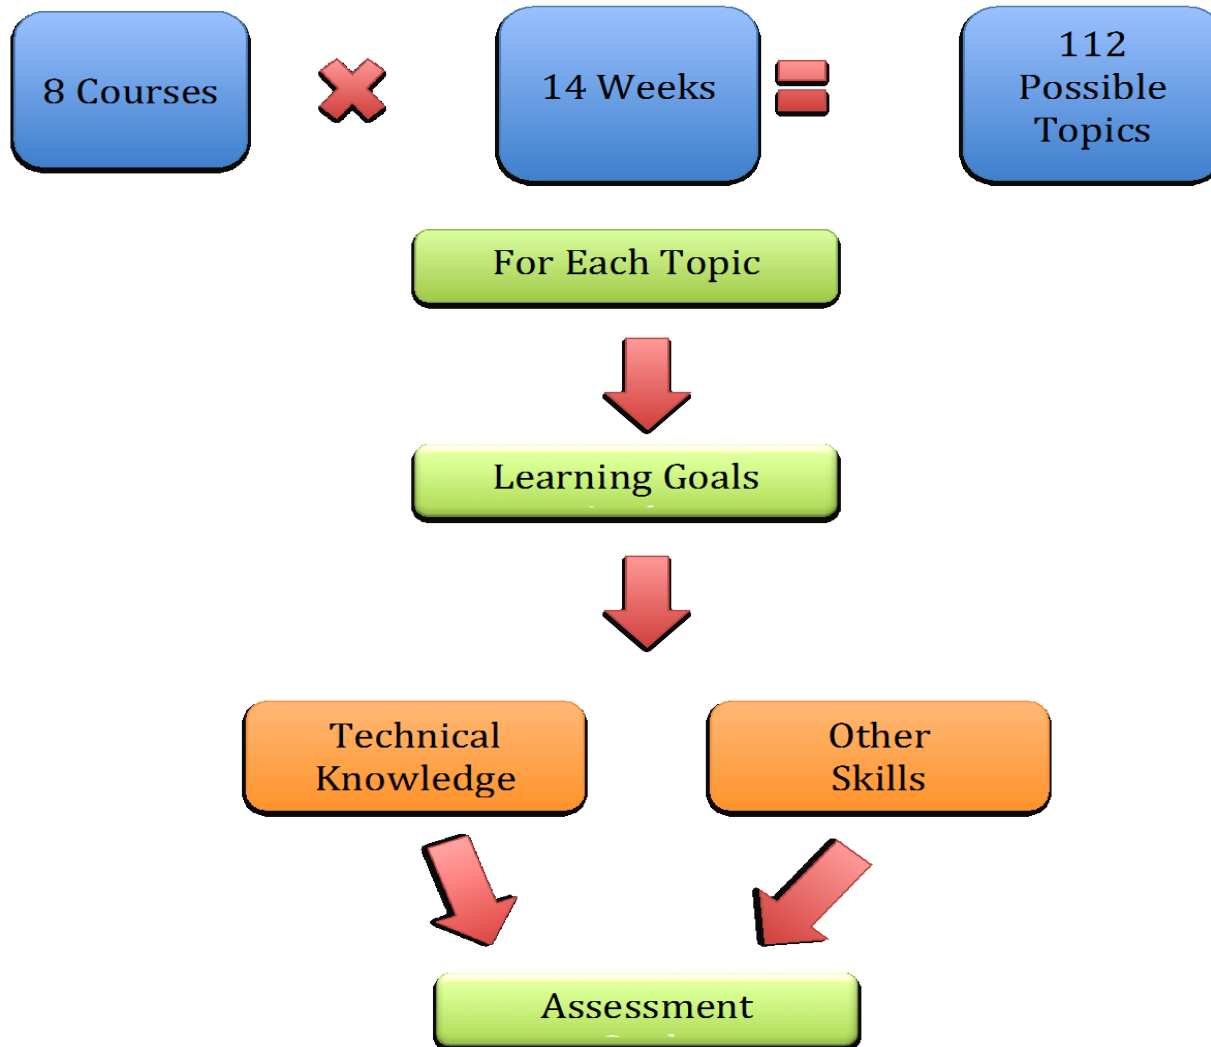 8 Courses
14 Weeks
112
Possible
Topics
For Each Topic
Learning Goals
Technical
Knowledge
Other
Skills
Assessment